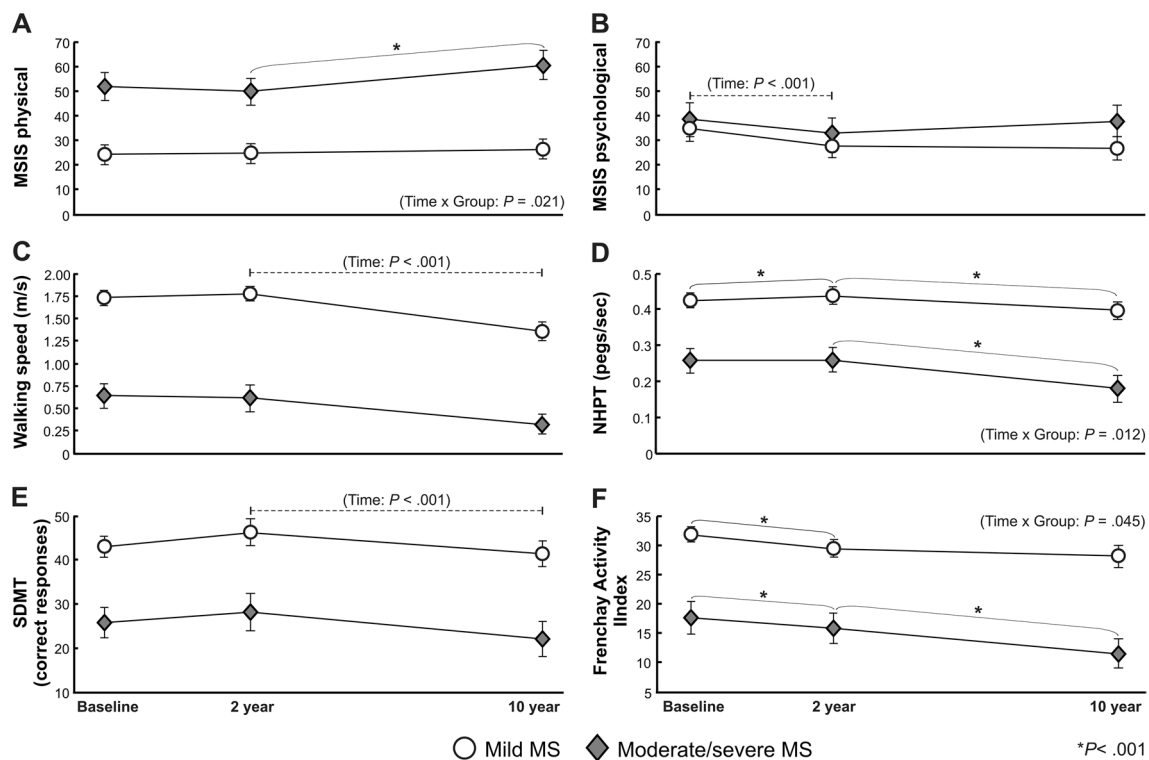 A
MSIS physical
70
60
50
40
30
20
10
0
*
(Time x Group: P = .021)
B
MSIS psychological
70
60
50
40
30
20
10
0
(Time: P < .001)
C
Walking speed (m/s)
2.00
1.75
1.50
1.25
1.00
0.75
0.50
0.25
0
(Time: P < .001)
D
NHPT (pegs/sec)
0.5
0.4
0.3
0.2
0.1
0
*
*
*
(Time x Group: P = .012)
E
SDMT
(correct responses)
50
40
30
20
10
(Time: P < .001)
Baseline
2 year
10 year
F
Frenchay Activity
IIndex
35
30
25
20
15
10
5
*
*
*
(Time x Group: P = .045)
Baseline
2 year
10 year
Mild MS
Moderate/severe MS
*P< .001